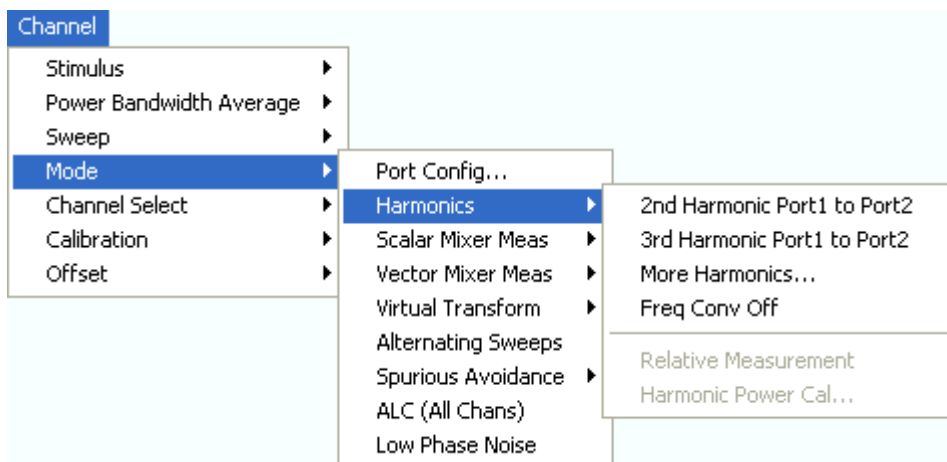 Channel
Stimulus
Power Bandwidth Average
Sweep
Mode
Channel Select
Calibration
Offset
Port Config...
Harmonics
Scalar Mixer Meas
Vector Mixer Meas
Virtual Transform
Alternating Sweeps
Spurious Avoidance
ALC (All Chans)
Low Phase Noise
2nd Harmonic Port1 to Port2
3rd Harmonic Port1 to Port2
More Harmonics...
Freq Conv Off
Relative Measurement
Harmonic Power Cal...